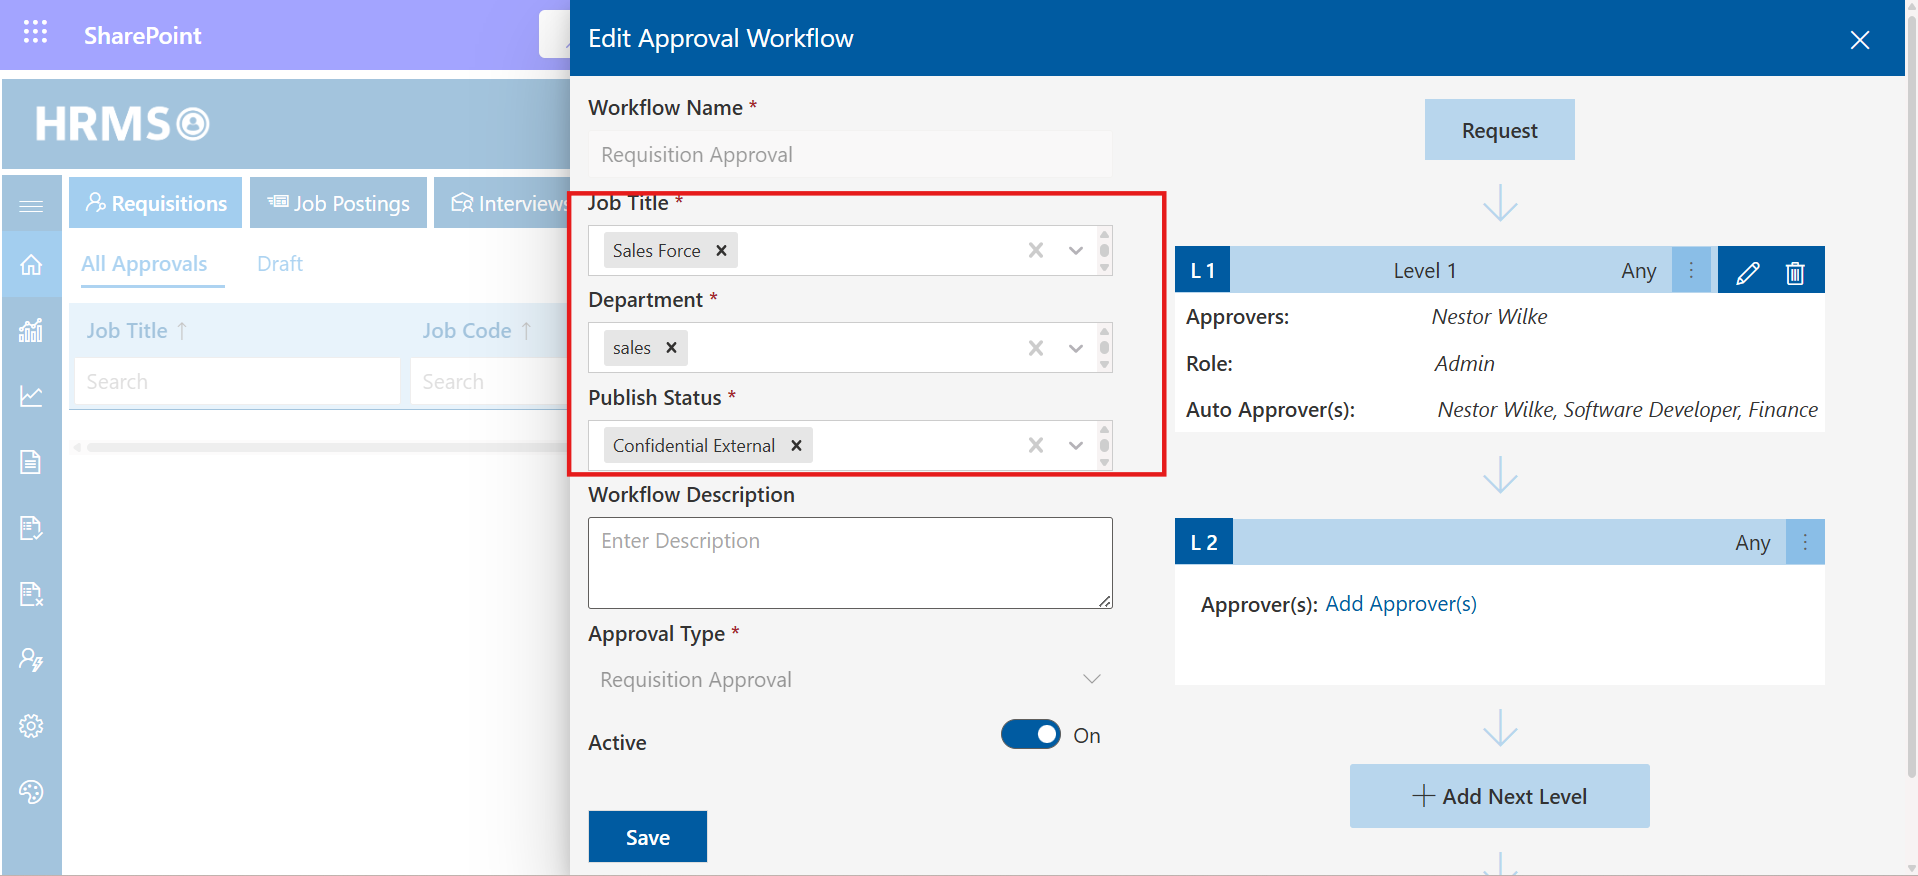 SharePoint
HRMS
Requisitions
Job Postings
Interviews
All Approvals
Draft
Job Title ↑
Job Code ↑
Search
Search
Edit Approval Workflow
Workflow Name *
Requisition Approval
Job Title *
Sales Force
Department *
sales
Publish Status *
Confidential External
Workflow Description
Enter Description
Approval Type *
Requisition Approval
Active
On
Save
Request
L 1
Level 1
Any
Approvers: Nestor Wilke
Role: Admin
Auto Approver(s): Nestor Wilke, Software Developer, Finance
L 2
Any
Approver(s): Add Approver(s)
Add Next Level